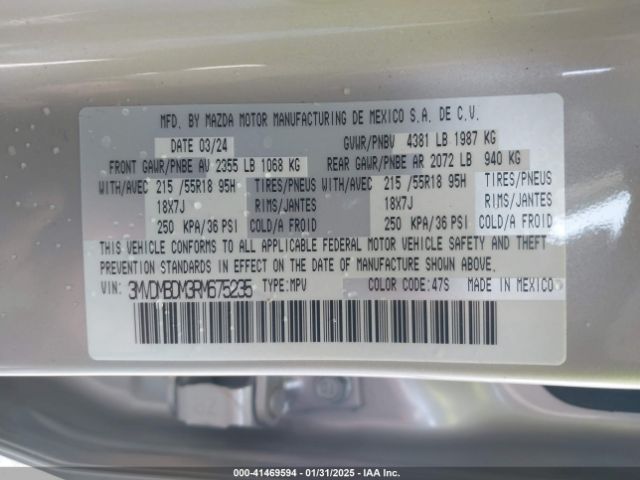 MFD. BY MAZDA MOTOR MANUFACTURING DE MEXICO S.A. DE C.V.
DATE 03/24 GVWR/PNBV 4381 LB 1987 KG
FRONT GAWR/PNBE AV 2355 LB 1068 KG REAR GAWR/PNBE AR 2072 LB 940 KG
WITH/AVEC 215 /55R18 95H TIRES/PNEUS WITH/AVEC 215 /55R18 95H TIRES/PNEUS
18X7J RIMS/JANTES 18X7J RIMS/JANTES
250 KPA/36 PSI COLD/A FROID 250 KPA/36 PSI COLD/A FROID
THIS VEHICLE CONFORMS TO ALL APPLICABLE FEDERAL MOTOR VEHICLE SAFETY AND THEFT
PREVENTION STANDARDS IN EFFECT ON THE DATE OF MANUFACTURE SHOWN ABOVE.
VIN: 3MVDMBDM3RM675235 TYPE:MPV COLOR CODE:47S MADE IN MEXICO
000-41469594 - 01/31/2025 - IAA Inc.